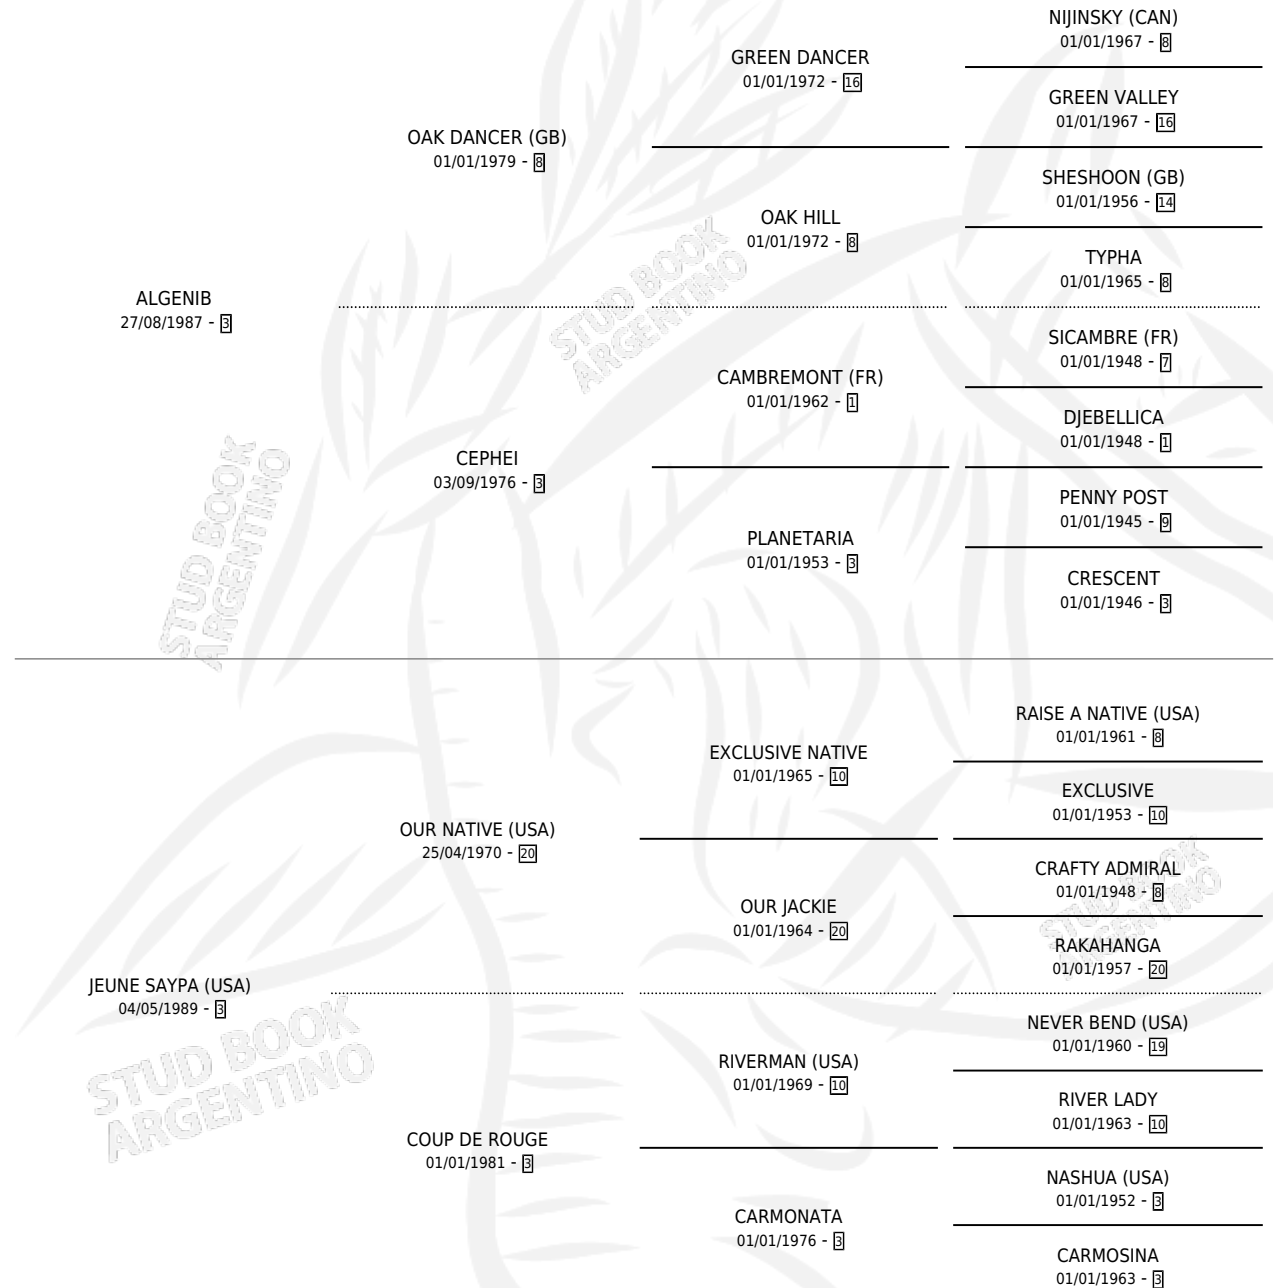 NIJINSKY (CAN)
01/01/1967 - 8
GREEN DANCER
01/01/1972 - 16
GREEN VALLEY
01/01/1967 - 16
OAK DANCER (GB)
01/01/1979 - 8
SHESHOON (GB)
01/01/1956 - 14
OAK HILL
01/01/1972 - 8
TYPHA
01/01/1965 - 8
ALGENIB
27/08/1987 - 3
SICAMBRE (FR)
01/01/1948 - 7
CAMBREMONT (FR)
01/01/1962 - 1
DJEBELLICA
01/01/1948 - 1
CEPHEI
03/09/1976 - 3
PENNY POST
01/01/1945 - 9
PLANETARIA
01/01/1953 - 3
CRESCENT
01/01/1946 - 3
STUD BOOK
ARGENTINO
STUD BOOK
ARGENTINO
RAISE A NATIVE (USA)
01/01/1961 - 8
EXCLUSIVE NATIVE
01/01/1965 - 10
EXCLUSIVE
01/01/1953 - 10
OUR NATIVE (USA)
25/04/1970 - 20
CRAFTY ADMIRAL
01/01/1948 - 8
OUR JACKIE
01/01/1964 - 20
RAKAHANGA
01/01/1957 - 20
JEUNE SAYPA (USA)
04/05/1989 - 3
NEVER BEND (USA)
01/01/1960 - 19
RIVERMAN (USA)
01/01/1969 - 10
RIVER LADY
01/01/1963 - 10
COUP DE ROUGE
01/01/1981 - 3
NASHUA (USA)
01/01/1952 - 3
CARMONATA
01/01/1976 - 3
CARMOSINA
01/01/1963 - 3
STUD BOOK
ARGENTINO
STUD BOOK
ARGENTINO